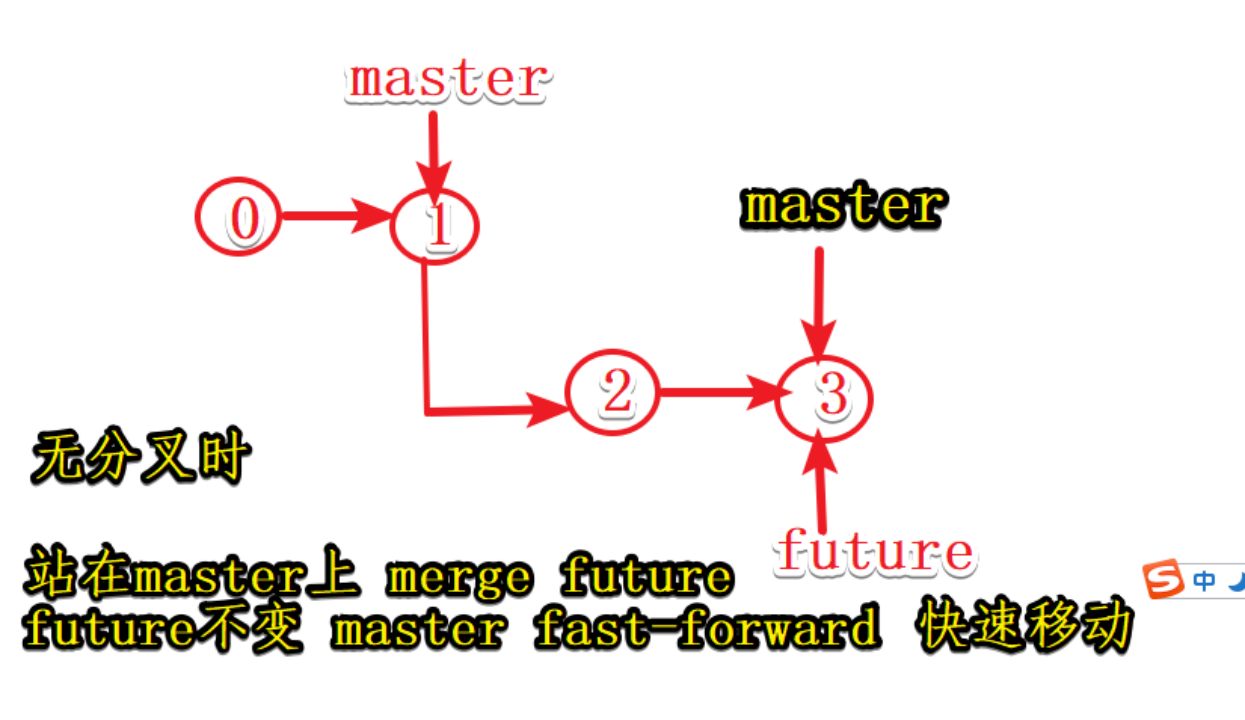 master
0
1
master
2
3
无分叉时
future
站在master上 merge future
future不变 master fast-forward 快速移动
S 中